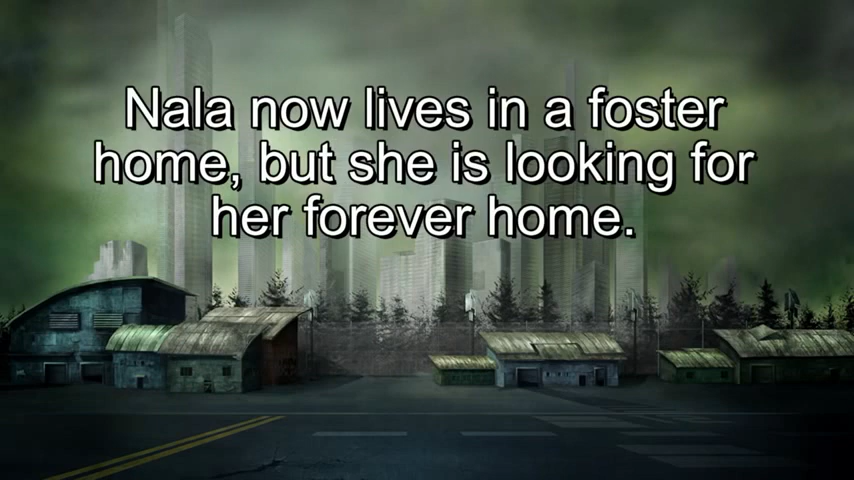 Nala now lives in a foster
home, but she is looking for
her forever home.